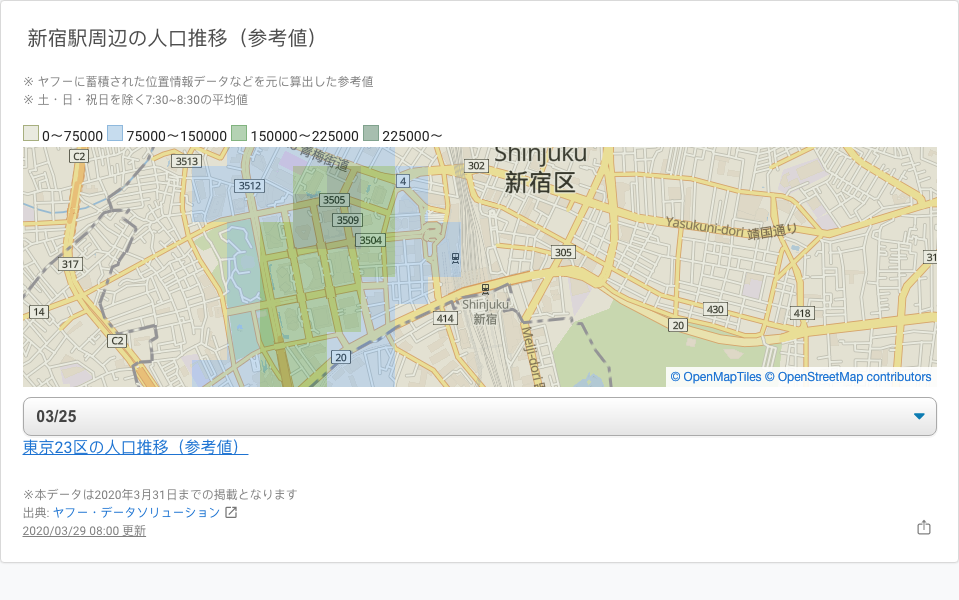 新宿駅周辺の人口推移（参考値）
※ ヤフーに蓄積された位置情報データなどを元に算出した参考値
※ 土・日・祝日を除く7:30~8:30の平均値
0〜75000 75000〜150000 150000〜225000 225000〜
C2
3513
青梅街道
302
Shinjuku
新宿区
3512
4
3505
3509
3504
Yasukuni-dori 靖国通り
305
31
317
14
Shinjuku
新宿
414
430
418
20
C2
20
Meiji-dori
© OpenMapTiles © OpenStreetMap contributors
03/25
東京23区の人口推移（参考値）
※本データは2020年3月31日までの掲載となります
出典: ヤフー・データソリューション
2020/03/29 08:00 更新